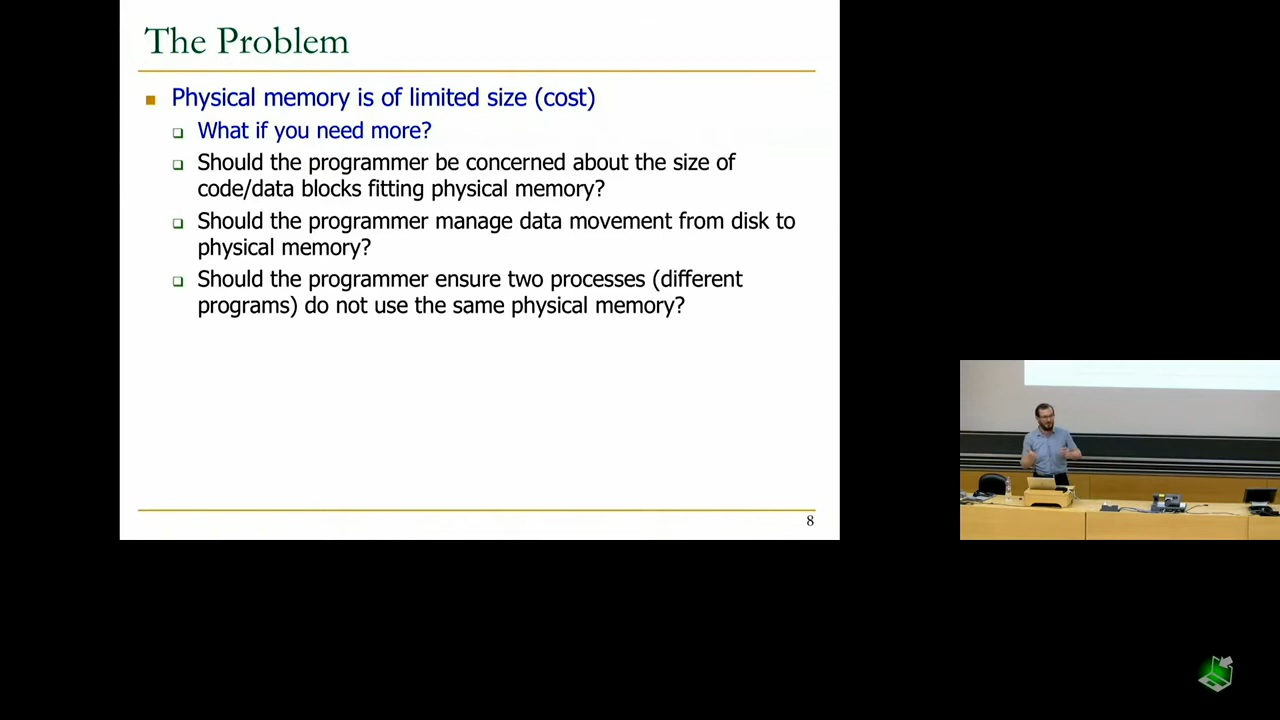 The Problem
Physical memory is of limited size (cost)
What if you need more?
Should the programmer be concerned about the size of
code/data blocks fitting physical memory?
Should the programmer manage data movement from disk to
physical memory?
Should the programmer ensure two processes (different
programs) do not use the same physical memory?
8